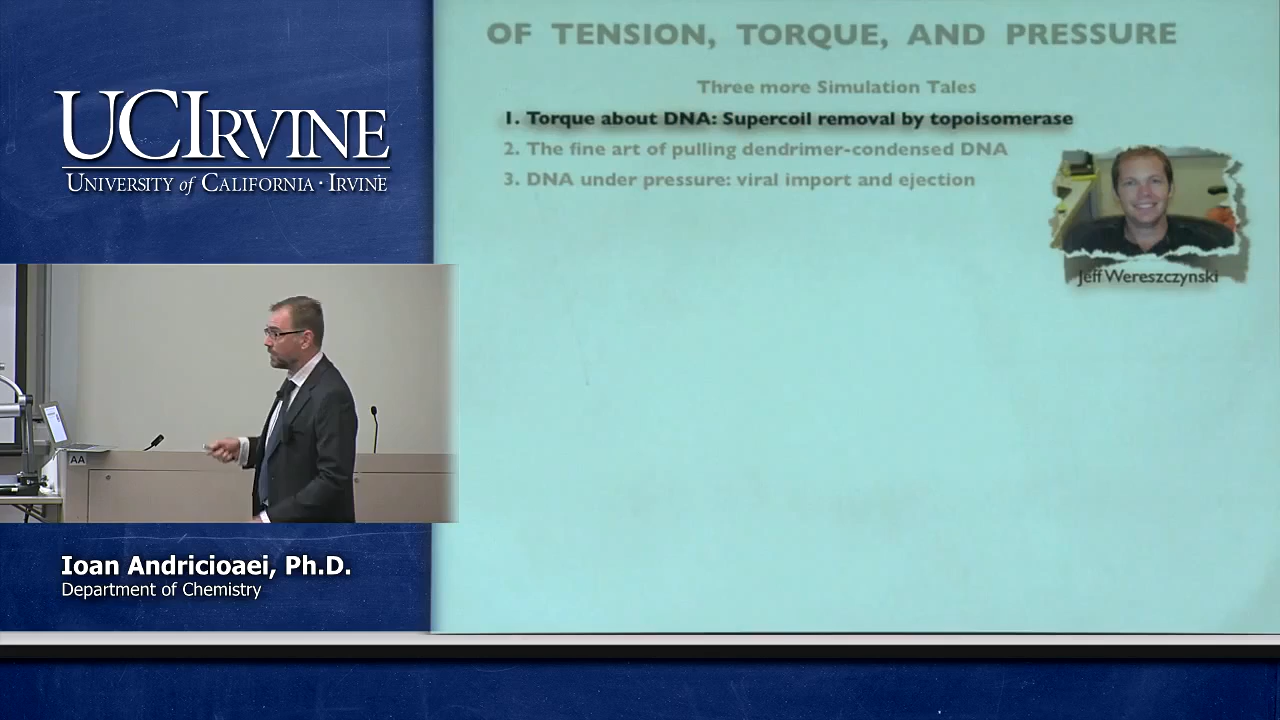 UCIRVINE
UNIVERSITY of CALIFORNIA · IRVINE
AA
Ioan Andricioaei, Ph.D.
Department of Chemistry
OF TENSION, TORQUE, AND PRESSURE
Three more Simulation Tales
1. Torque about DNA: Supercoil removal by topoisomerase
2. The fine art of pulling dendrimer-condensed DNA
3. DNA under pressure: viral import and ejection
Jeff Wereszczynski